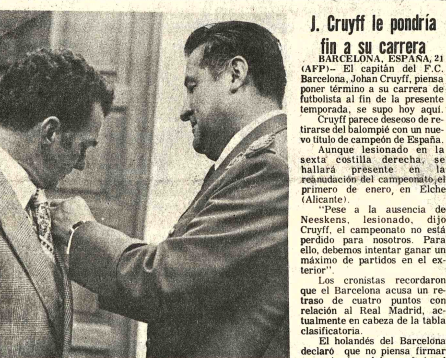 J. Cruyff le pondría
fin a su carrera
BARCELONA, ESPAÑA, 21
(AFP)— El capitán del F.C.
Barcelona, Johan Cruyff, piensa
poner término a su carrera de
futbolista al fin de la presente
temporada, se supo hoy aquí.
Cruyff parece deseoso de re-
tirarse del balompié con un nue-
vo título de campeón de España.
Aunque lesionado en la
sexta costilla derecha, se
hallará presente en la
reanudación del campeonato, el
primero de enero, en Elche
(Alicante).
"Pese a la ausencia de
Neeskens, lesionado, dijo
Cruyff, el campeonato no está
perdido para nosotros. Para
ello, debemos intentar ganar un
máximo de partidos en el ex-
terior".
Los cronistas recordaron
que el Barcelona acusa un re-
traso de cuatro puntos con
relación al Real Madrid, ac-
tualmente en cabeza de la tabla
clasificatoria.
El holandés del Barcelona
declaró que no piensa firmar